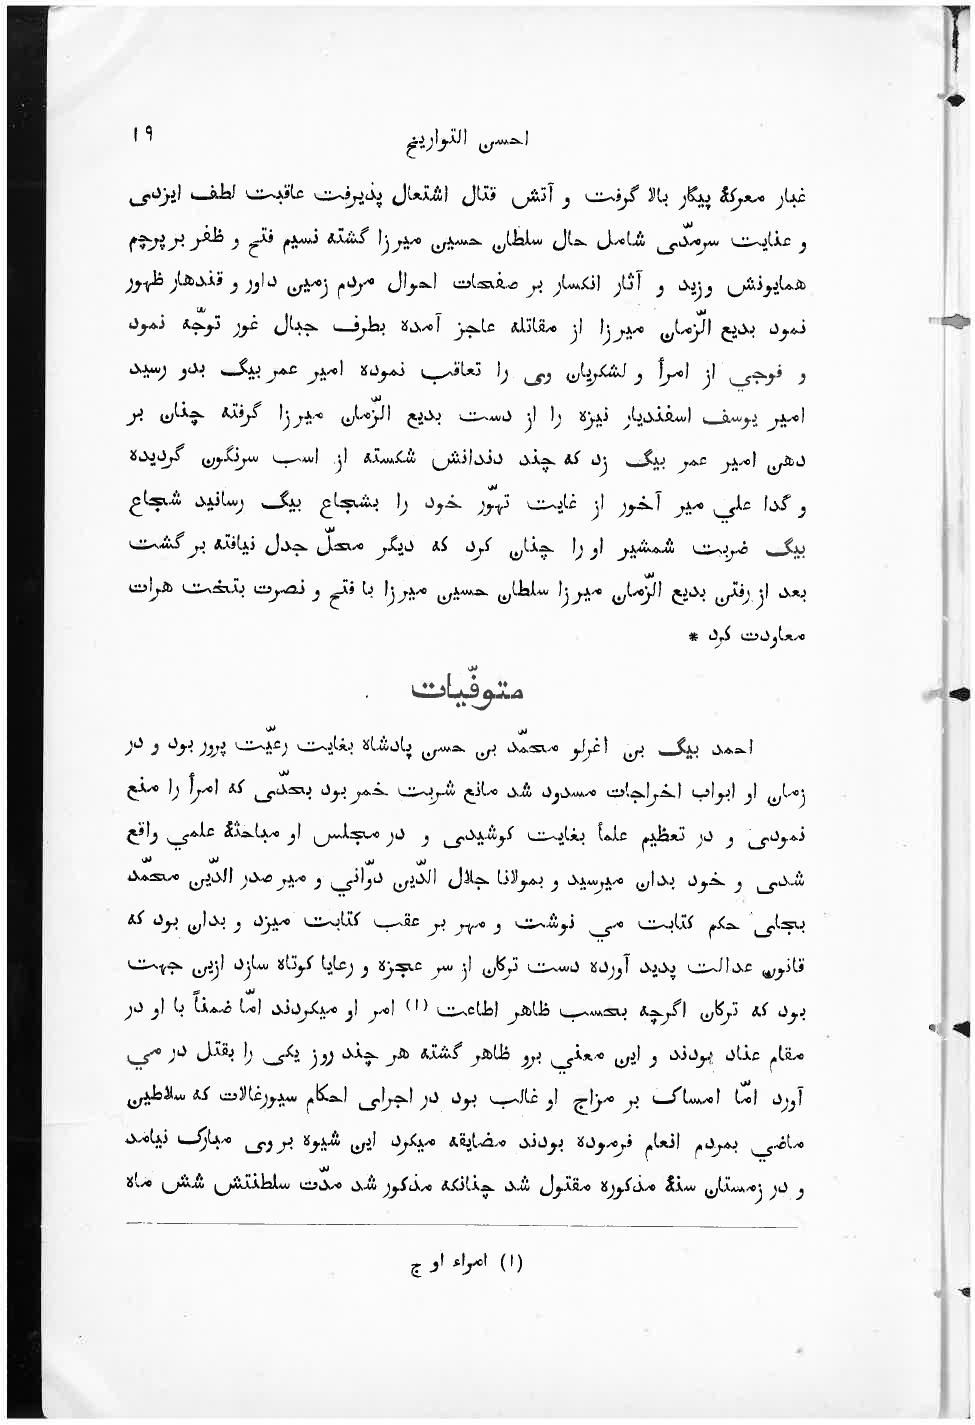 احسن التواریخ ۱۹
غبار معرکهٔ پیگار بالا گرفت و آتش قتال اشتعال پذیرفت عاقبت لطف ایزدی
و عنایت سرمدّی شامل حال سلطان حسین میرزا گشته نسیم فتح و ظفر بر پرچم
همایونش وزید و آثار انکسار بر صفحات احوال مردم زمین داور و قندهار ظهور
نمود بدیع الزّمان میرزا از مقاتله عاجز آمده بطرف جبال غور توجّه نمود
و فوجي از امرأ و لشکریان وی را تعاقب نموده امیر عمر بیگ بدو رسید
امیر یوسف اسفندیار نیزه را از دست بدیع الزّمان میرزا گرفته چنان بر
دهن امیر عمر بیگ زد که چند دندانش شکسته از اسب سرنگون گردیده
و گدا علي میر آخور از غایت تهوّر خود را بشجاع بیگ رسانید شجاع
بیگ ضربت شمشیر او را چنان کرد که دیگر محلّ جدل نیافته بر گشت
بعد از رفتن بدیع الزّمان میرزا سلطان حسین میرزا با فتح و نصرت بتخت هرات
معاودت کرد *
متوفّیات
احمد بیگ بن اغرلو محمّد بن حسن پادشاه بغایت رعیّت پرور بود و در
زمان او ابواب اخراجات مسدود شد مانع شربت خمر بود بحدّی که امرأ را منع
نمودی و در تعظیم علمأ بغایت کوشیدی و در مجلس او مباحثهٔ علمي واقع
شدی و خود بدان میرسید و بمولانا جلال الدّین دوّاني و میر صدر الدّین محمّد
بجلی حکم کتابت مي نوشت و مهر بر عقب کتابت میزد و بدان بود که
قانون عدالت پدید آورده دست ترکان از سر عجزه و رعایا کوتاه سازد ازین جهت
بود که ترکان اگرچه بحسب ظاهر اطاعت (۱) امر او میکردند امّا ضمناً با او در
مقام عناد بودند و این معني برو ظاهر گشته هر چند روز یکی را بقتل در مي
آورد امّا امساک بر مزاج او غالب بود در اجرای احکام سیورغالات که سلاطین
ماضي بمردم انعام فرموده بودند مضایقه میکرد این شیوه بر وی مبارک نیامد
و در زمستان سنهٔ مذکوره مقتول شد چنانکه مذکور شد مدّت سلطنتش شش ماه
(۱) امراء او ج